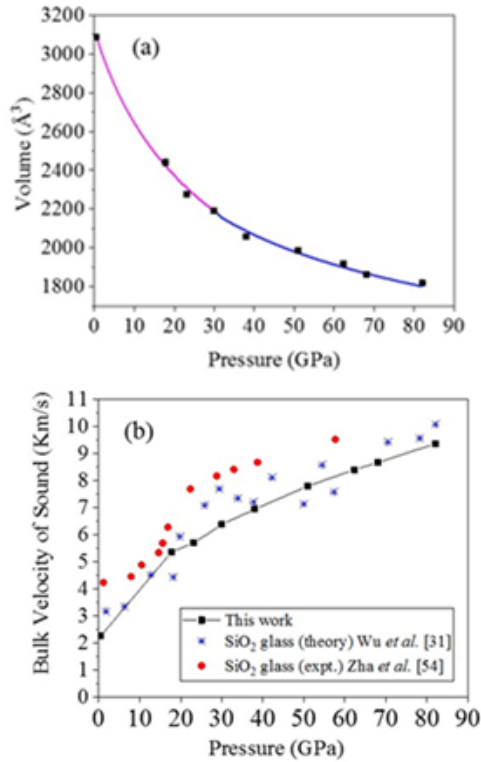 3200
3000
2800
2600
2400
2200
2000
1800
(a)
Volume (Å³)
0 10 20 30 40 50 60 70 80 90
Pressure (GPa)
11
10
9
8
7
6
5
4
3
2
1
0
(b)
Bulk Velocity of Sound (Km/s)
This work
SiO₂ glass (theory) Wu et al. [31]
SiO₂ glass (expt.) Zha et al. [54]
0 10 20 30 40 50 60 70 80 90
Pressure (GPa)